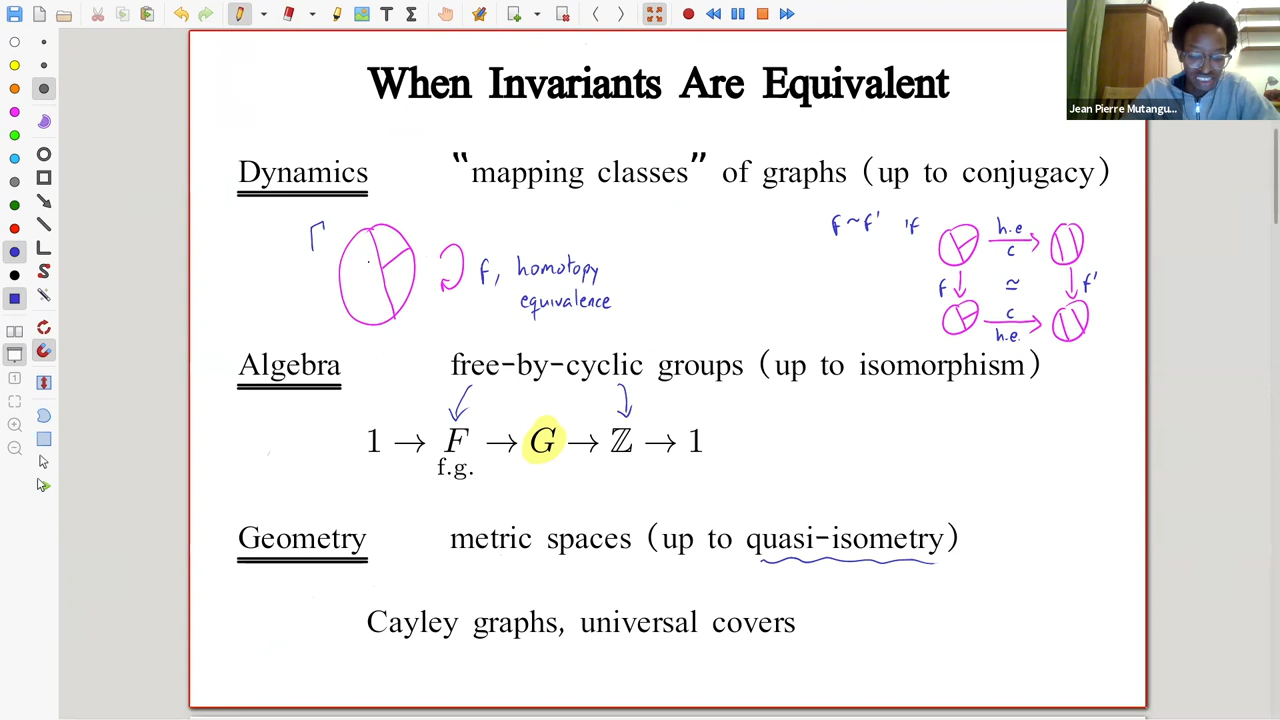 Jean Pierre Mutangu...
When Invariants Are Equivalent
Dynamics "mapping classes" of graphs (up to conjugacy)
Γ
f, homotopy
equivalence
f ~ f' if
h.e
c
f ≃ f'
c
h.e.
Algebra free-by-cyclic groups (up to isomorphism)
1 → F → G → ℤ → 1
f.g.
Geometry metric spaces (up to quasi-isometry)
Cayley graphs, universal covers